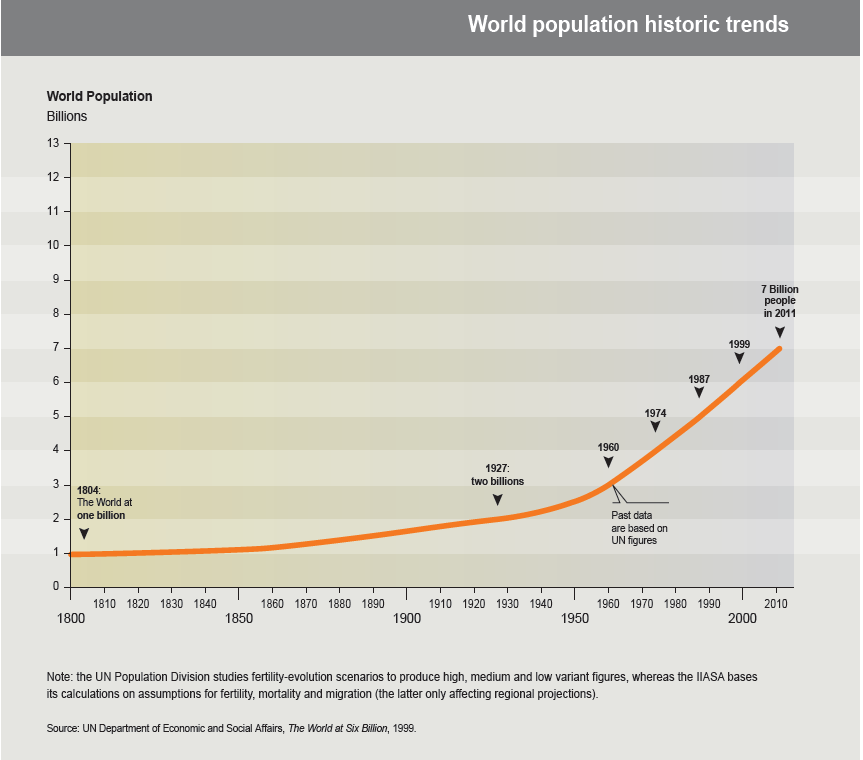 World population historic trends
World Population
Billions
13
12
11
10
9
8
7
6
5
4
3
2
1
0
7 Billion
people
in 2011
1999
1987
1974
1960
1927:
two billions
1804:
The World at
one billion
Past data
are based on
UN figures
1810 1820 1830 1840 1860 1870 1880 1890 1910 1920 1930 1940 1960 1970 1980 1990 2010
1800 1850 1900 1950 2000
Note: the UN Population Division studies fertility-evolution scenarios to produce high, medium and low variant figures, whereas the IIASA bases
its calculations on assumptions for fertility, mortality and migration (the latter only affecting regional projections).
Source: UN Department of Economic and Social Affairs, The World at Six Billion, 1999.